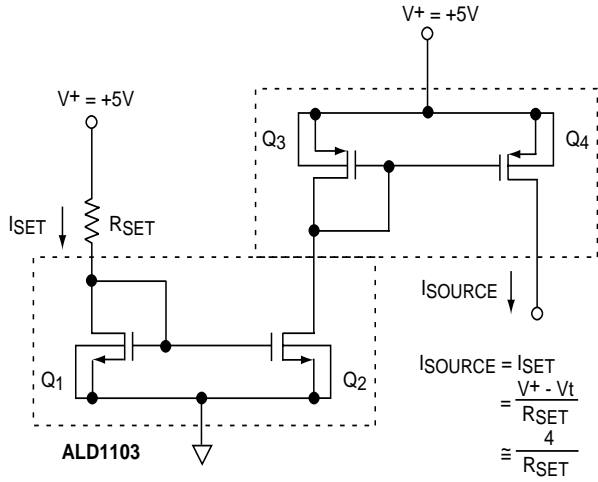 V+ = +5V
V+ = +5V
Q3
Q4
ISET
RSET
ISOURCE
Q1
Q2
ISOURCE = ISET
= V+ - Vt
RSET
≅ 4
RSET
ALD1103